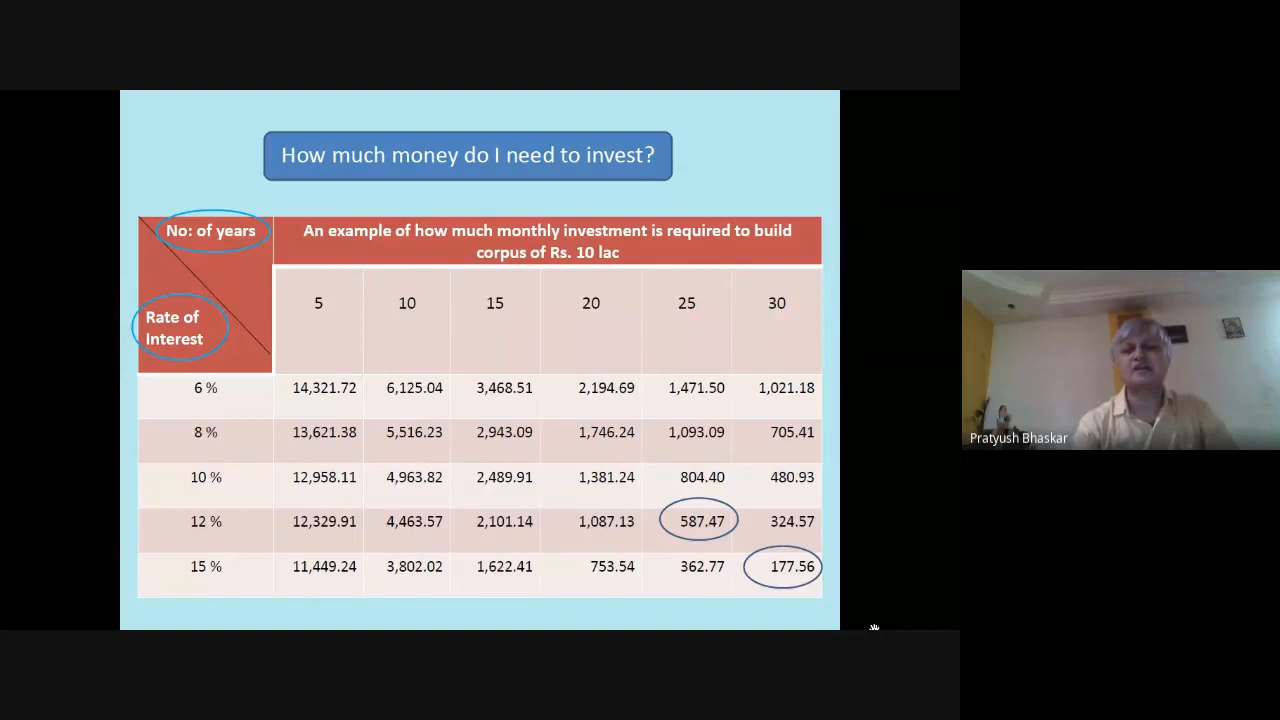 How much money do I need to invest?
No: of years
An example of how much monthly investment is required to build
corpus of Rs. 10 lac
Rate of
Interest
5 10 15 20 25 30
6 % 14,321.72 6,125.04 3,468.51 2,194.69 1,471.50 1,021.18
8 % 13,621.38 5,516.23 2,943.09 1,746.24 1,093.09 705.41
10 % 12,958.11 4,963.82 2,489.91 1,381.24 804.40 480.93
12 % 12,329.91 4,463.57 2,101.14 1,087.13 587.47 324.57
15 % 11,449.24 3,802.02 1,622.41 753.54 362.77 177.56
Pratyush Bhaskar